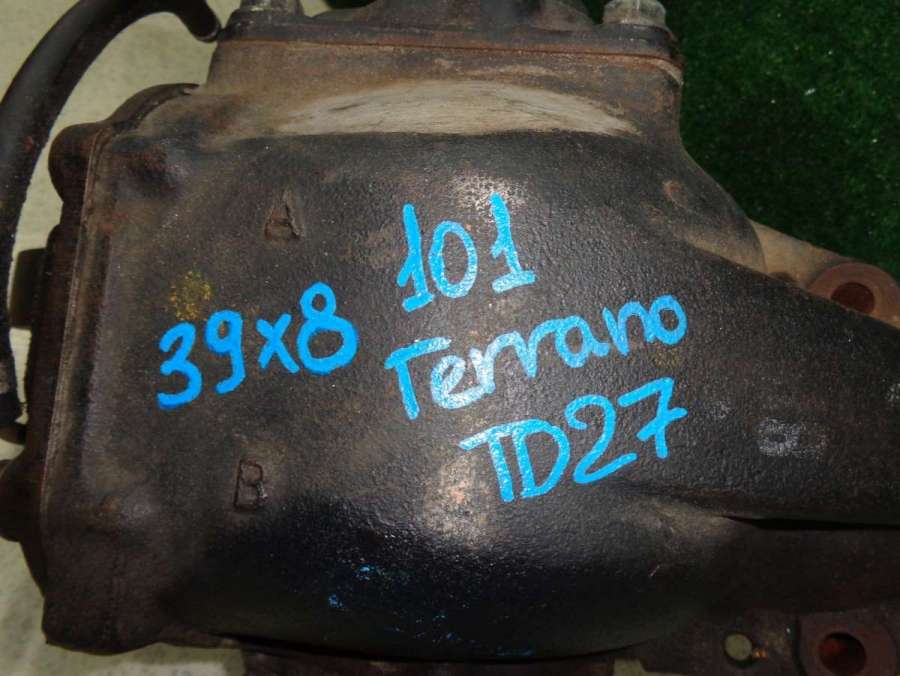 A
101
39x8
Terrano
TD27
B